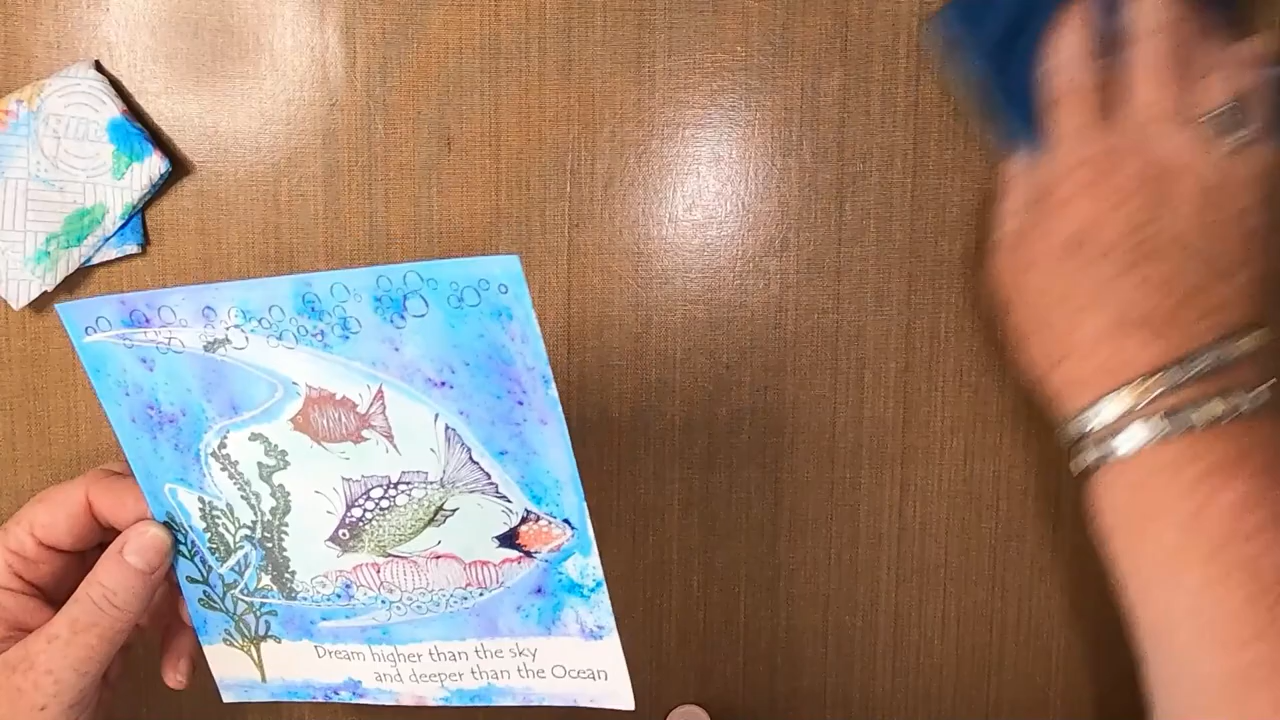 Dream higher than the sky
and deeper than the Ocean